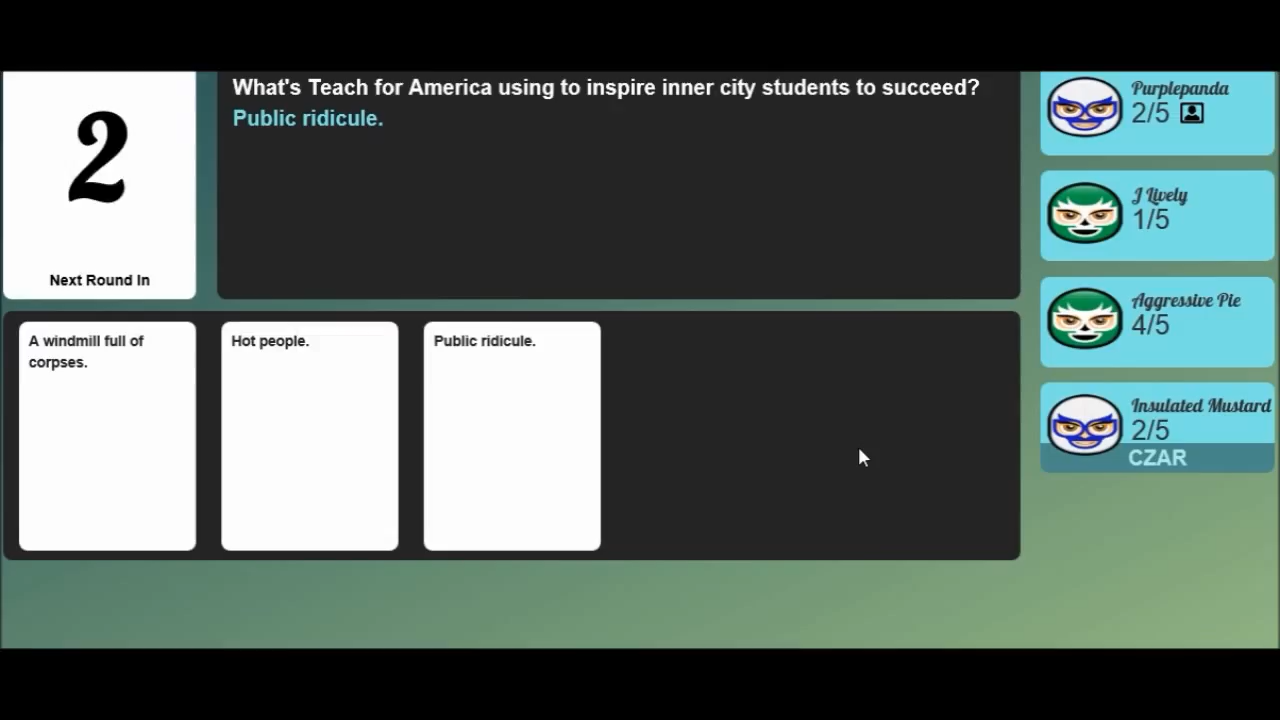 2
Next Round In
What's Teach for America using to inspire inner city students to succeed?
Public ridicule.
A windmill full of
corpses.
Hot people.
Public ridicule.
Purplepanda
2/5
J Lively
1/5
Aggressive Pie
4/5
Insulated Mustard
2/5
CZAR